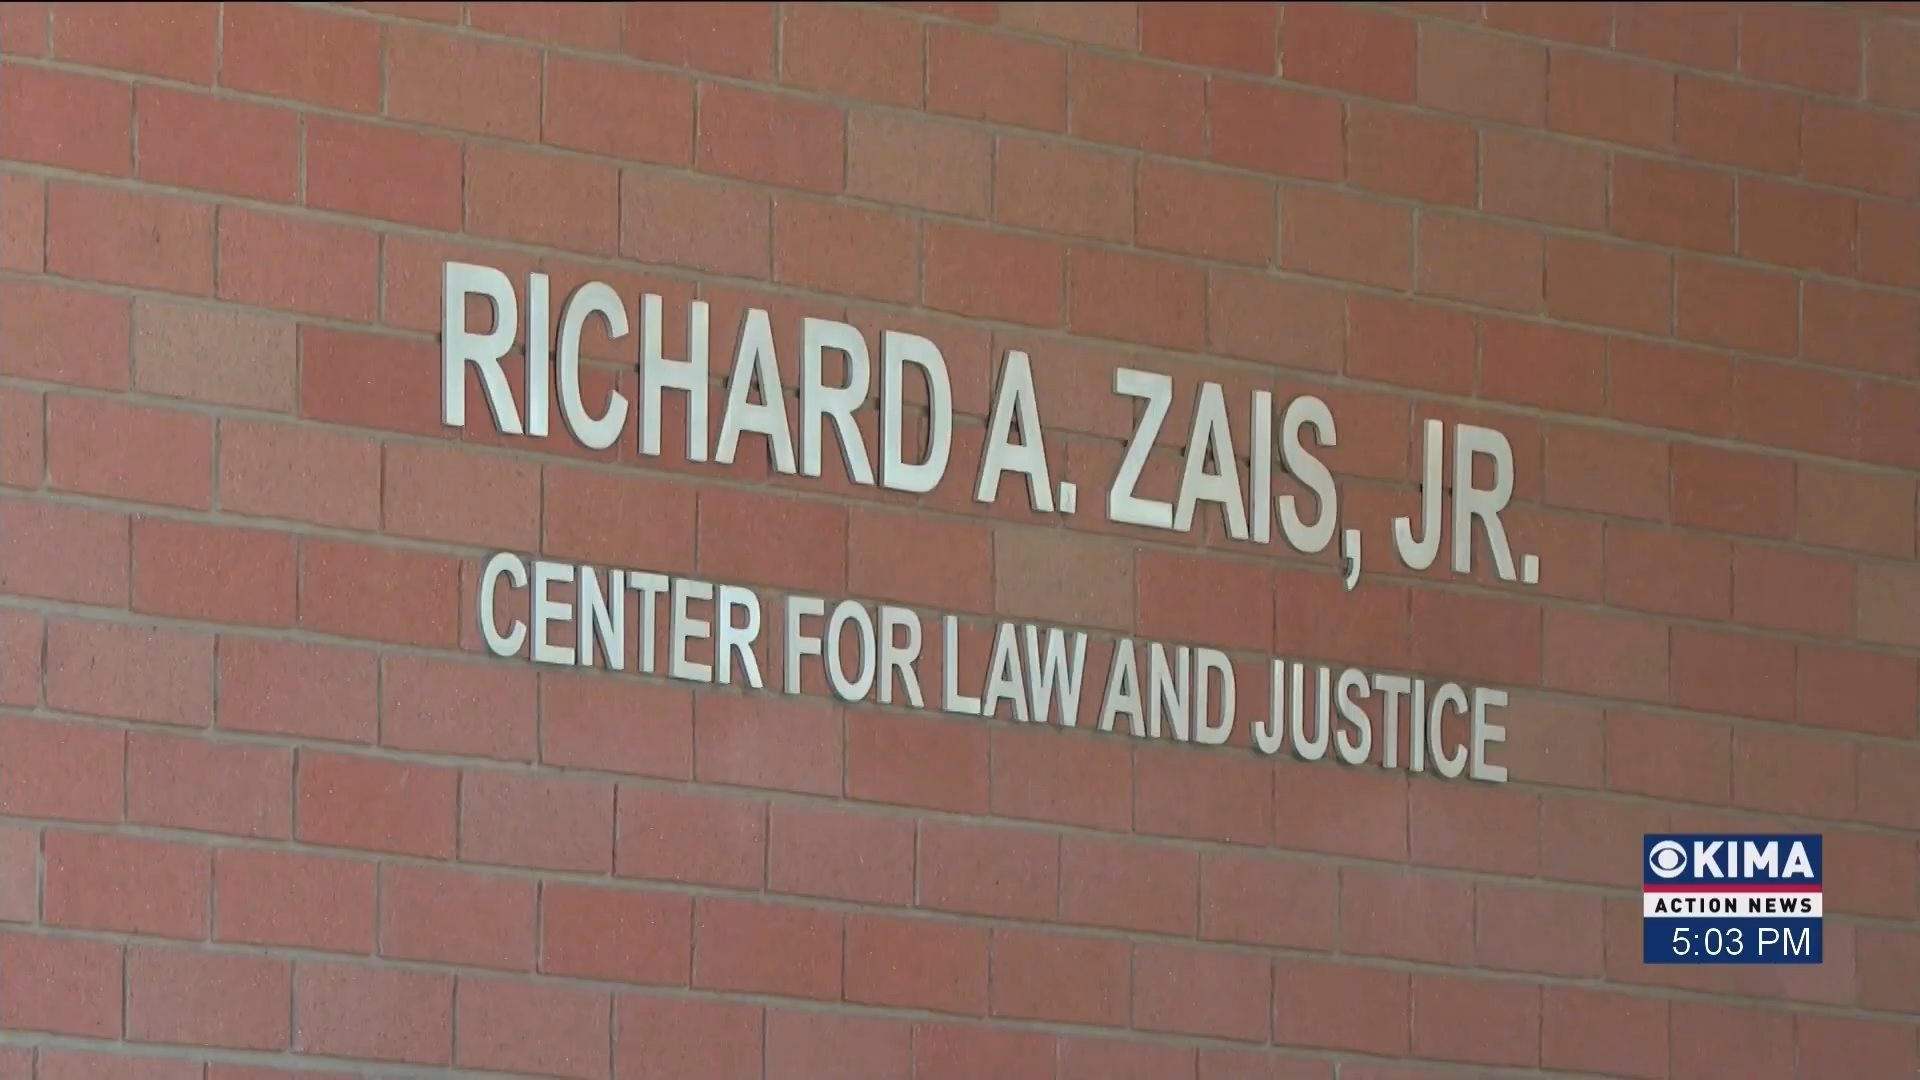 RICHARD A. ZAIS, JR.
CENTER FOR LAW AND JUSTICE
KIMA
ACTION NEWS
5:03 PM